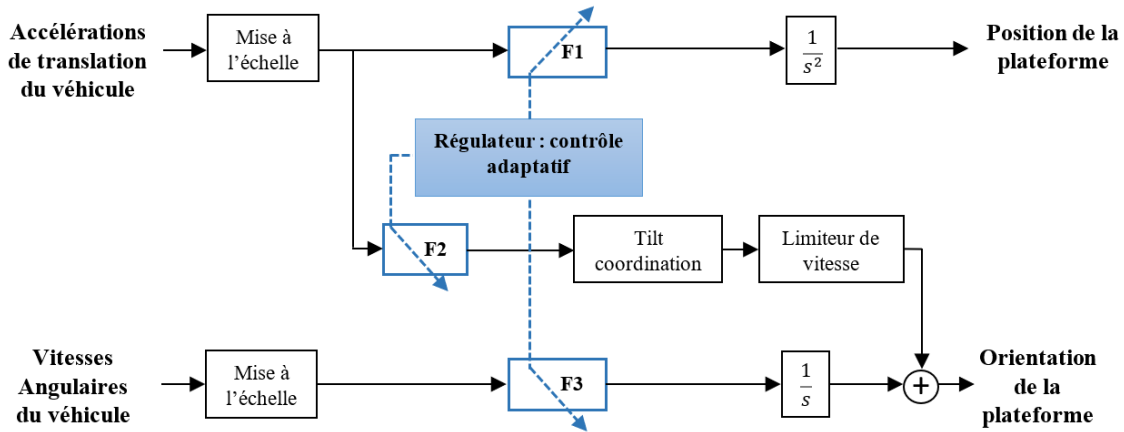 Accélérations
de translation
du véhicule
Mise à
l’échelle
F1
1
s²
Position de la
plateforme
Régulateur : contrôle
adaptatif
F2
Tilt
coordination
Limiteur de
vitesse
Vitesses
Angulaires
du véhicule
Mise à
l’échelle
F3
1
s
+
Orientation
de la
plateforme